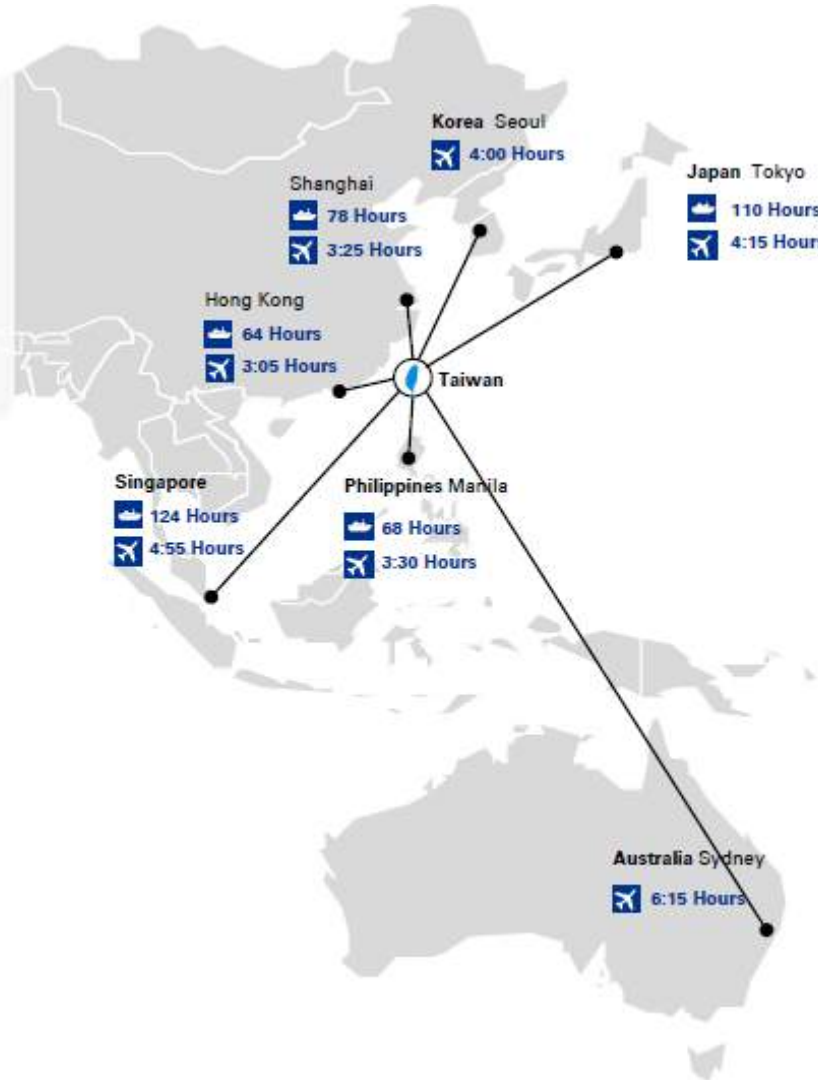 Korea Seoul
4:00 Hours
Japan Tokyo
110 Hours
4:15 Hours
Shanghai
78 Hours
3:25 Hours
Hong Kong
64 Hours
3:05 Hours
Taiwan
Singapore
124 Hours
4:55 Hours
Philippines Manila
68 Hours
3:30 Hours
Australia Sydney
6:15 Hours